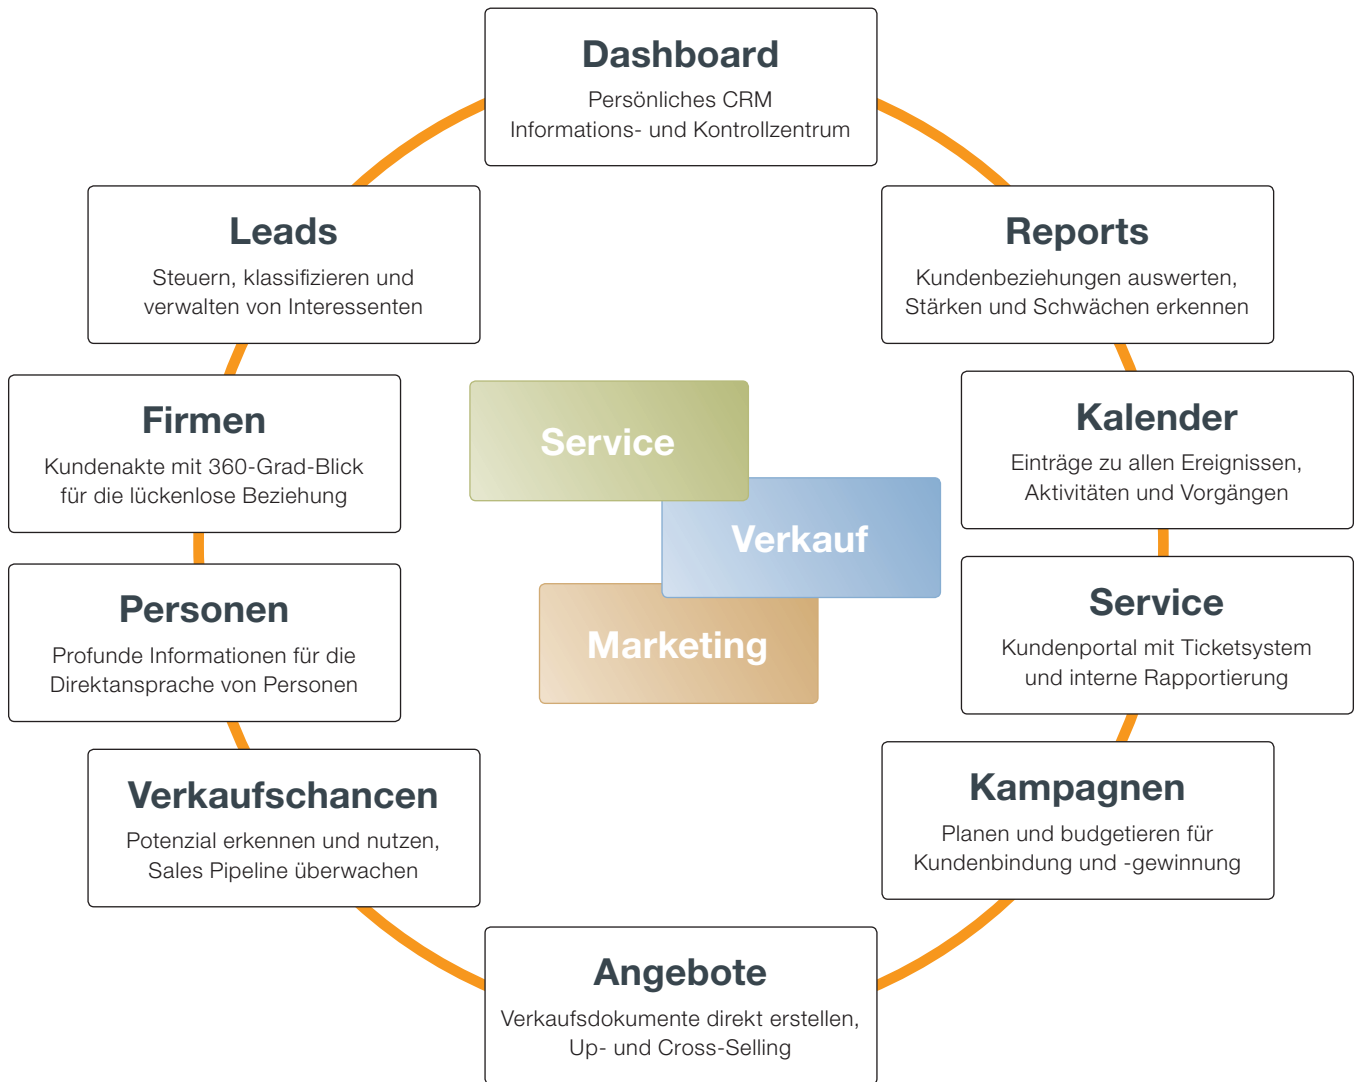 Dashboard
Persönliches CRM
Informations- und Kontrollzentrum
Leads
Steuern, klassifizieren und
verwalten von Interessenten
Reports
Kundenbeziehungen auswerten,
Stärken und Schwächen erkennen
Firmen
Kundenakte mit 360-Grad-Blick
für die lückenlose Beziehung
Service
Kalender
Einträge zu allen Ereignissen,
Aktivitäten und Vorgängen
Verkauf
Personen
Profunde Informationen für die
Direktansprache von Personen
Marketing
Service
Kundenportal mit Ticketsystem
und interne Rapportierung
Verkaufschancen
Potenzial erkennen und nutzen,
Sales Pipeline überwachen
Kampagnen
Planen und budgetieren für
Kundenbindung und -gewinnung
Angebote
Verkaufsdokumente direkt erstellen,
Up- und Cross-Selling